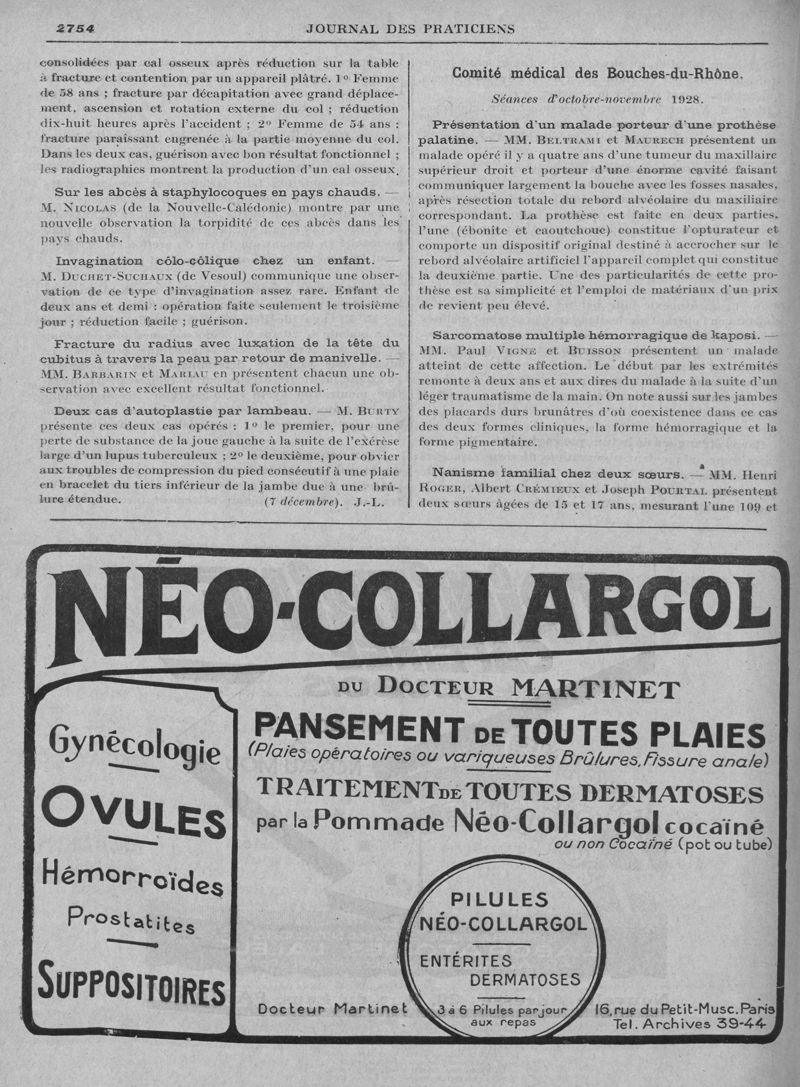 2754
JOURNAL DES PRATICIENS
consolidées par cal osseux après réduction sur la table
à fracture et contention par un appareil plâtré. 1º Femme
de 58 ans ; fracture par décapitation avec grand déplace-
ment, ascension et rotation externe du col ; réduction
dix-huit heures après l'accident ; 2º Femme de 54 ans ;
fracture paraissant engrenée à la partie moyenne du col.
Dans les deux cas, guérison avec bon résultat fonctionnel ;
les radiographies montrent la production d'un cal osseux.
Sur les abcès à staphylocoques en pays chauds. —
M. NICOLAS (de la Nouvelle-Calédonie) montre par une
nouvelle observation la torpidité de ces abcès dans les
pays chauds.
Invagination côlo-côlique chez un enfant. —
M. DUCHET-SUCHAUX (de Vesoul) communique une obser-
vation de ce type d'invagination assez rare. Enfant de
deux ans et demi : opération faite seulement le troisième
jour ; réduction facile ; guérison.
Fracture du radius avec luxation de la tête du
cubitus à travers la peau par retour de manivelle. —
MM. BARBARIN et MARIAU en présentent chacun une ob-
servation avec excellent résultat fonctionnel.
Deux cas d'autoplastie par lambeau. — M. BURTY
présente ces deux cas opérés : 1º le premier, pour une
perte de substance de la joue gauche à la suite de l'exérèse
large d'un lupus tuberculeux ; 2º le deuxième, pour obvier
aux troubles de compression du pied consécutif à une plaie
en bracelet du tiers inférieur de la jambe due à une brû-
lure étendue. (7 décembre). J.-L.
Comité médical des Bouches-du-Rhône.
Séances d'octobre-novembre 1928.
Présentation d'un malade porteur d'une prothèse
palatine. — MM. BELTRAMI et MAURECH présentent un
malade opéré il y a quatre ans d'une tumeur du maxillaire
supérieur droit et porteur d'une énorme cavité faisant
communiquer largement la bouche avec les fosses nasales,
après résection totale du rebord alvéolaire du maxiliaire
correspondant. La prothèse est faite en deux parties,
l'une (ébonite et caoutchouc) constitue l'opturateur et
comporte un dispositif original destiné à accrocher sur le
rebord alvéolaire artificiel l'appareil complet qui constitue
la deuxième partie. Une des particularités de cette pro-
thèse est sa simplicité et l'emploi de matériaux d'un prix
de revient peu élevé.
Sarcomatose multiple hémorragique de kaposi. —
MM. Paul VIGNE et BUISSON présentent un malade
atteint de cette affection. Le début par les extrémités
remonte à deux ans et aux dires du malade à la suite d'un
léger traumatisme de la main. On note aussi sur les jambes
des placards durs brunâtres d'où coexistence dans ce cas
des deux formes cliniques, la forme hémorragique et la
forme pigmentaire.
Nanisme familial chez deux sœurs. — MM. Henri
ROGER, Albert CRÉMIEUX et Joseph POURTAL présentent
deux sœurs âgées de 15 et 17 ans, mesurant l'une 109 et
NÉO-COLLARGOL
DU DOCTEUR MARTINET
PANSEMENT DE TOUTES PLAIES
(Plaies opératoires ou variqueuses Brûlures, Fissure anale)
TRAITEMENT DE TOUTES DERMATOSES
par la Pommade Néo-Collargol cocaïné
ou non Cocaïné (pot ou tube)
Gynécologie
OVULES
Hémorroïdes
Prostatites
SUPPOSITOIRES
PILULES
NÉO-COLLARGOL
ENTÉRITES
DERMATOSES
3 à 6 Pilules par jour
aux repas
Docteur Martinet
16, rue du Petit-Musc. Paris
Tel. Archives 39-44